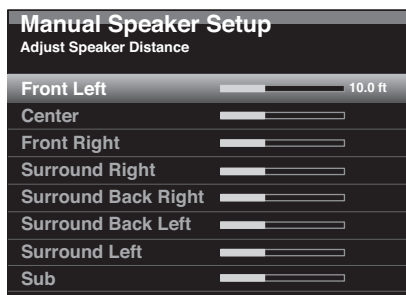 Manual Speaker Setup
Adjust Speaker Distance
Front Left 10.0 ft
Center
Front Right
Surround Right
Surround Back Right
Surround Back Left
Surround Left
Sub